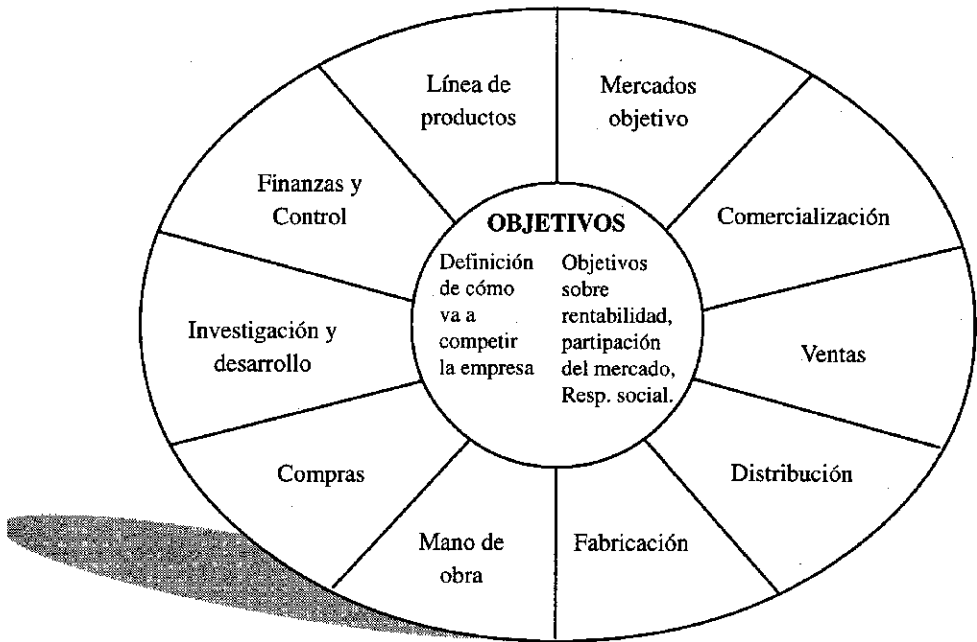 Línea de
productos
Mercados
objetivo
Finanzas y
Control
Comercialización
OBJETIVOS
Definición
de cómo
va a
competir
la empresa
Objetivos
sobre
rentabilidad,
partipación
del mercado,
Resp. social.
Investigación y
desarrollo
Ventas
Compras
Distribución
Mano de
obra
Fabricación